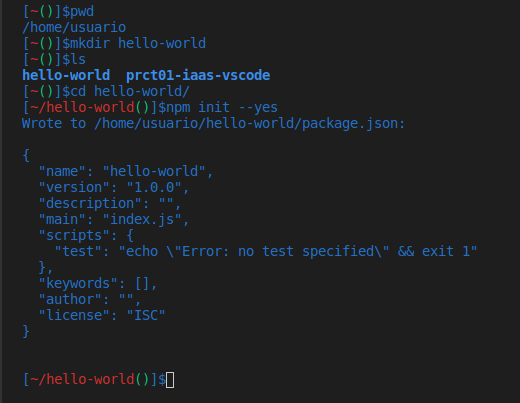 [~()]$pwd
/home/usuario
[~()]$mkdir hello-world
[~()]$ls
hello-world  prct01-iaas-vscode
[~()]$cd hello-world/
[~/hello-world()]$npm init --yes
Wrote to /home/usuario/hello-world/package.json:

{
  "name": "hello-world",
  "version": "1.0.0",
  "description": "",
  "main": "index.js",
  "scripts": {
    "test": "echo \"Error: no test specified\" && exit 1"
  },
  "keywords": [],
  "author": "",
  "license": "ISC"
}

[~/hello-world()]$